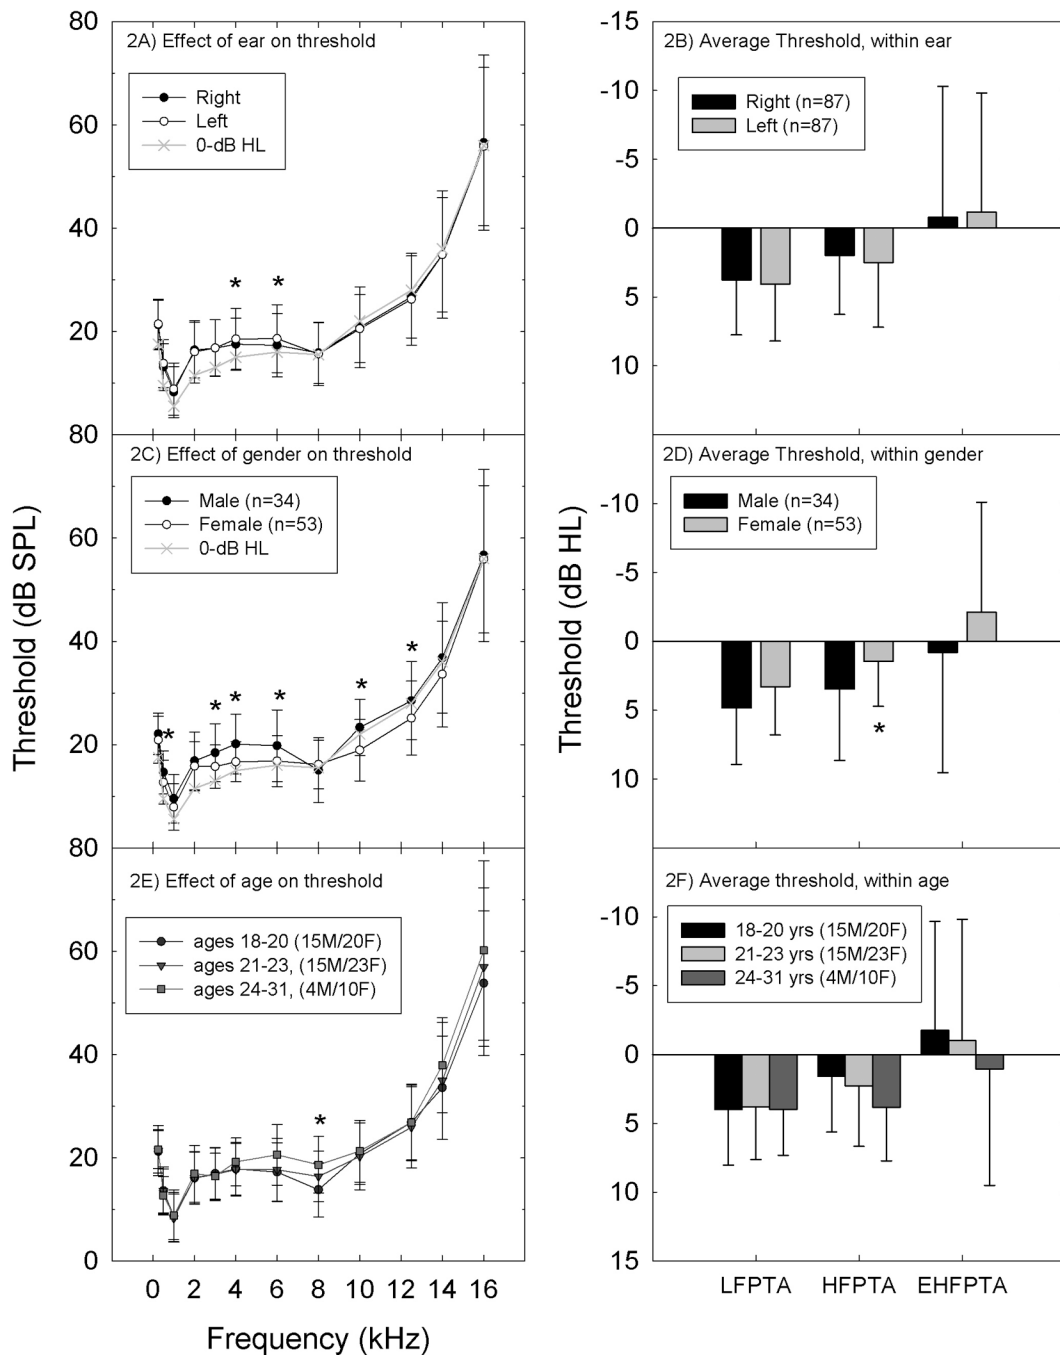 2A) Effect of ear on threshold
Right
Left
0-dB HL
80
60
40
20
80
* *
2B) Average Threshold, within ear
Right (n=87)
Left (n=87)
-15
-10
-5
0
5
10
2C) Effect of gender on threshold
Male (n=34)
Female (n=53)
0-dB HL
60
40
20
80
* * * * * *
2D) Average Threshold, within gender
Male (n=34)
Female (n=53)
-10
-5
0
5
10
*
Threshold (dB SPL)
Threshold (dB HL)
2E) Effect of age on threshold
ages 18-20 (15M/20F)
ages 21-23, (15M/23F)
ages 24-31, (4M/10F)
60
40
20
0
*
0 2 4 6 8 10 12 14 16
Frequency (kHz)
2F) Average threshold, within age
18-20 yrs (15M/20F)
21-23 yrs (15M/23F)
24-31 yrs (4M/10F)
-10
-5
0
5
10
15
LFPTA HFPTA EHFPTA